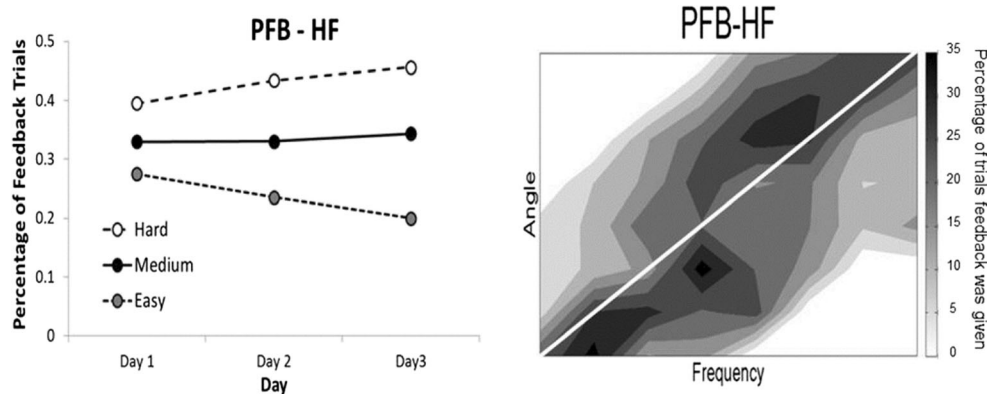 PFB - HF
Percentage of Feedback Trials
0.5
0.4
0.3
0.2
0.1
0
Hard
Medium
Easy
Day 1
Day 2
Day3
Day
PFB-HF
Angle
Frequency
35
30
25
20
15
10
5
0
Percentage of trials feedback was given